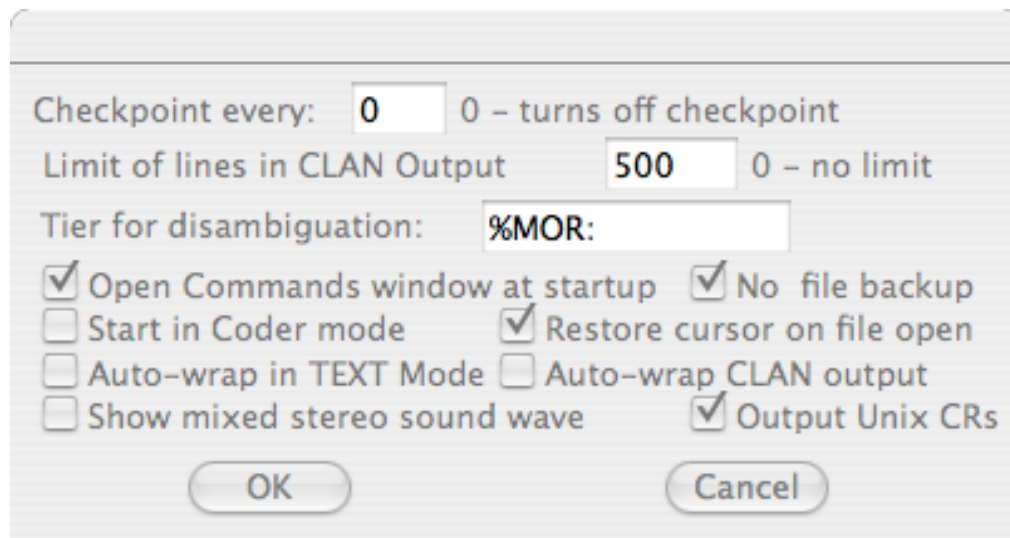 Checkpoint every: 0 0 – turns off checkpoint
Limit of lines in CLAN Output 500 0 – no limit
Tier for disambiguation: %MOR:
Open Commands window at startup No file backup
Start in Coder mode Restore cursor on file open
Auto–wrap in TEXT Mode Auto–wrap CLAN output
Show mixed stereo sound wave Output Unix CRs
OK Cancel